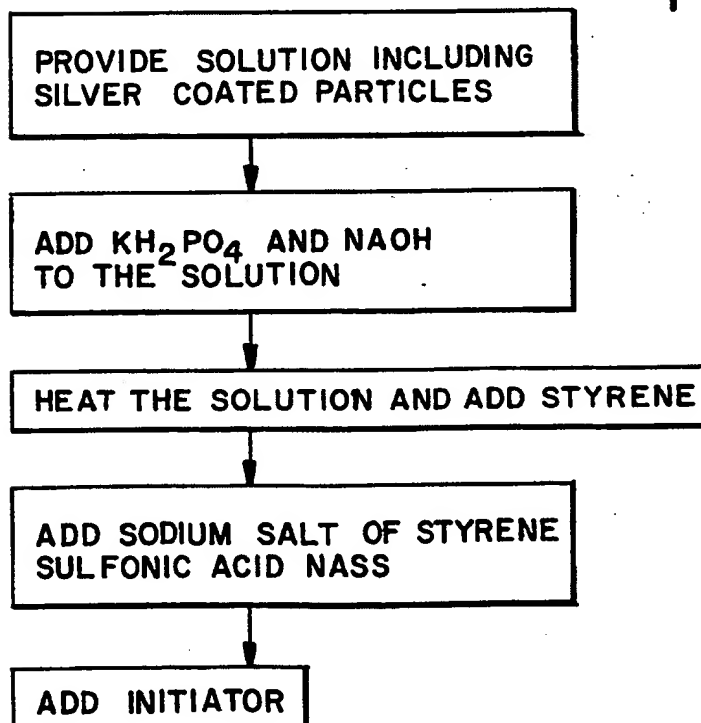 PROVIDE SOLUTION INCLUDING
SILVER COATED PARTICLES
ADD KH₂PO₄ AND NAOH
TO THE SOLUTION
HEAT THE SOLUTION AND ADD STYRENE
ADD SODIUM SALT OF STYRENE
SULFONIC ACID NASS
ADD INITIATOR